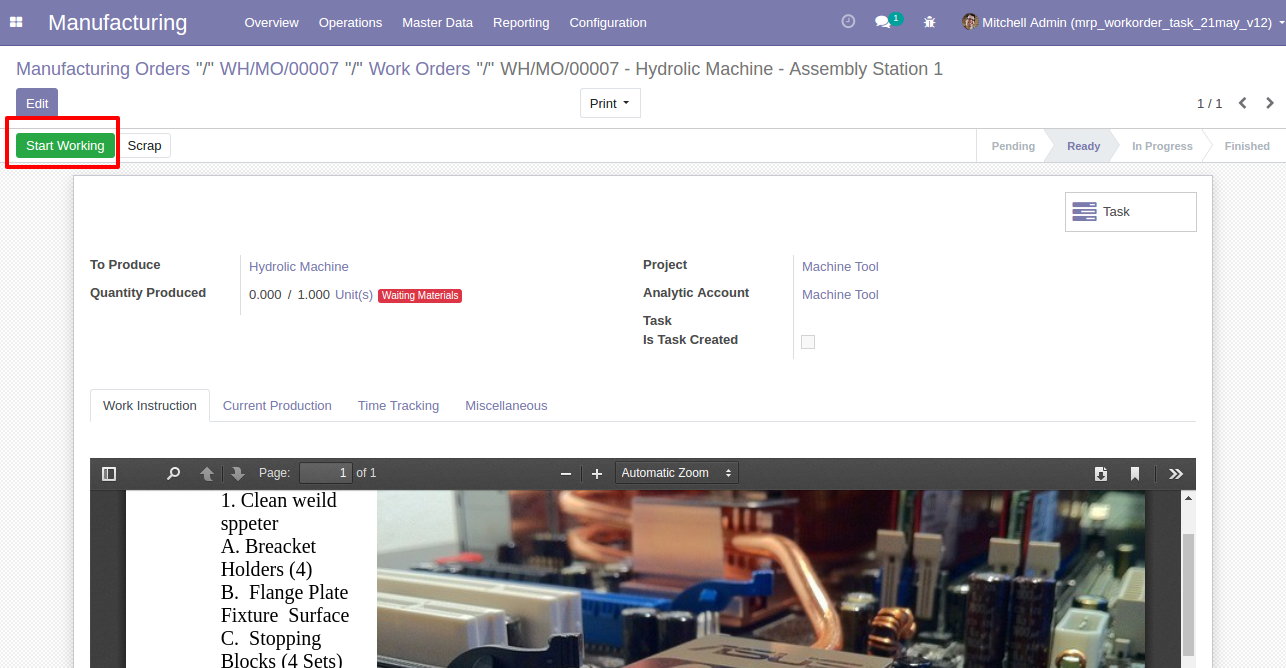 Manufacturing Overview Operations Master Data Reporting Configuration 1 Mitchell Admin (mrp_workorder_task_21may_v12)
Manufacturing Orders "/" WH/MO/00007 "/" Work Orders "/" WH/MO/00007 - Hydrolic Machine - Assembly Station 1
Edit Print 1 / 1
Start Working Scrap Pending Ready In Progress Finished
Task
To Produce Hydrolic Machine Project Machine Tool
Quantity Produced 0.000 / 1.000 Unit(s) Waiting Materials Analytic Account Machine Tool
Task
Is Task Created
Work Instruction Current Production Time Tracking Miscellaneous
Page: 1 of 1 Automatic Zoom
1. Clean weild
sppeter
A. Breacket
Holders (4)
B. Flange Plate
Fixture Surface
C. Stopping
Blocks (4 Sets)
ASUS